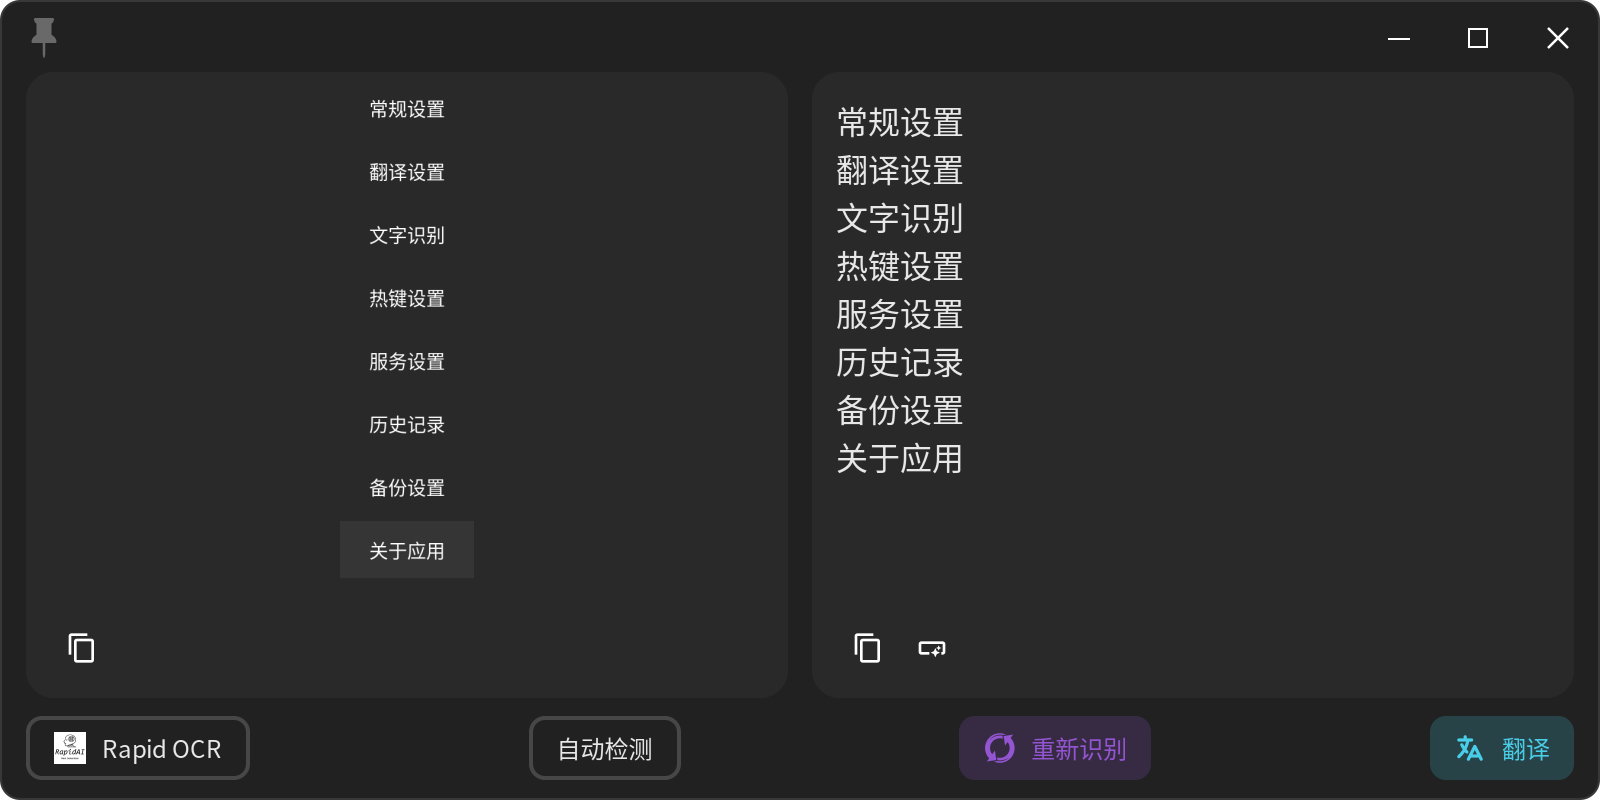 常规设置
翻译设置
文字识别
热键设置
服务设置
历史记录
备份设置
关于应用
常规设置
翻译设置
文字识别
热键设置
服务设置
历史记录
备份设置
关于应用
RapidAI
Rapid OCR
自动检测
重新识别
翻译